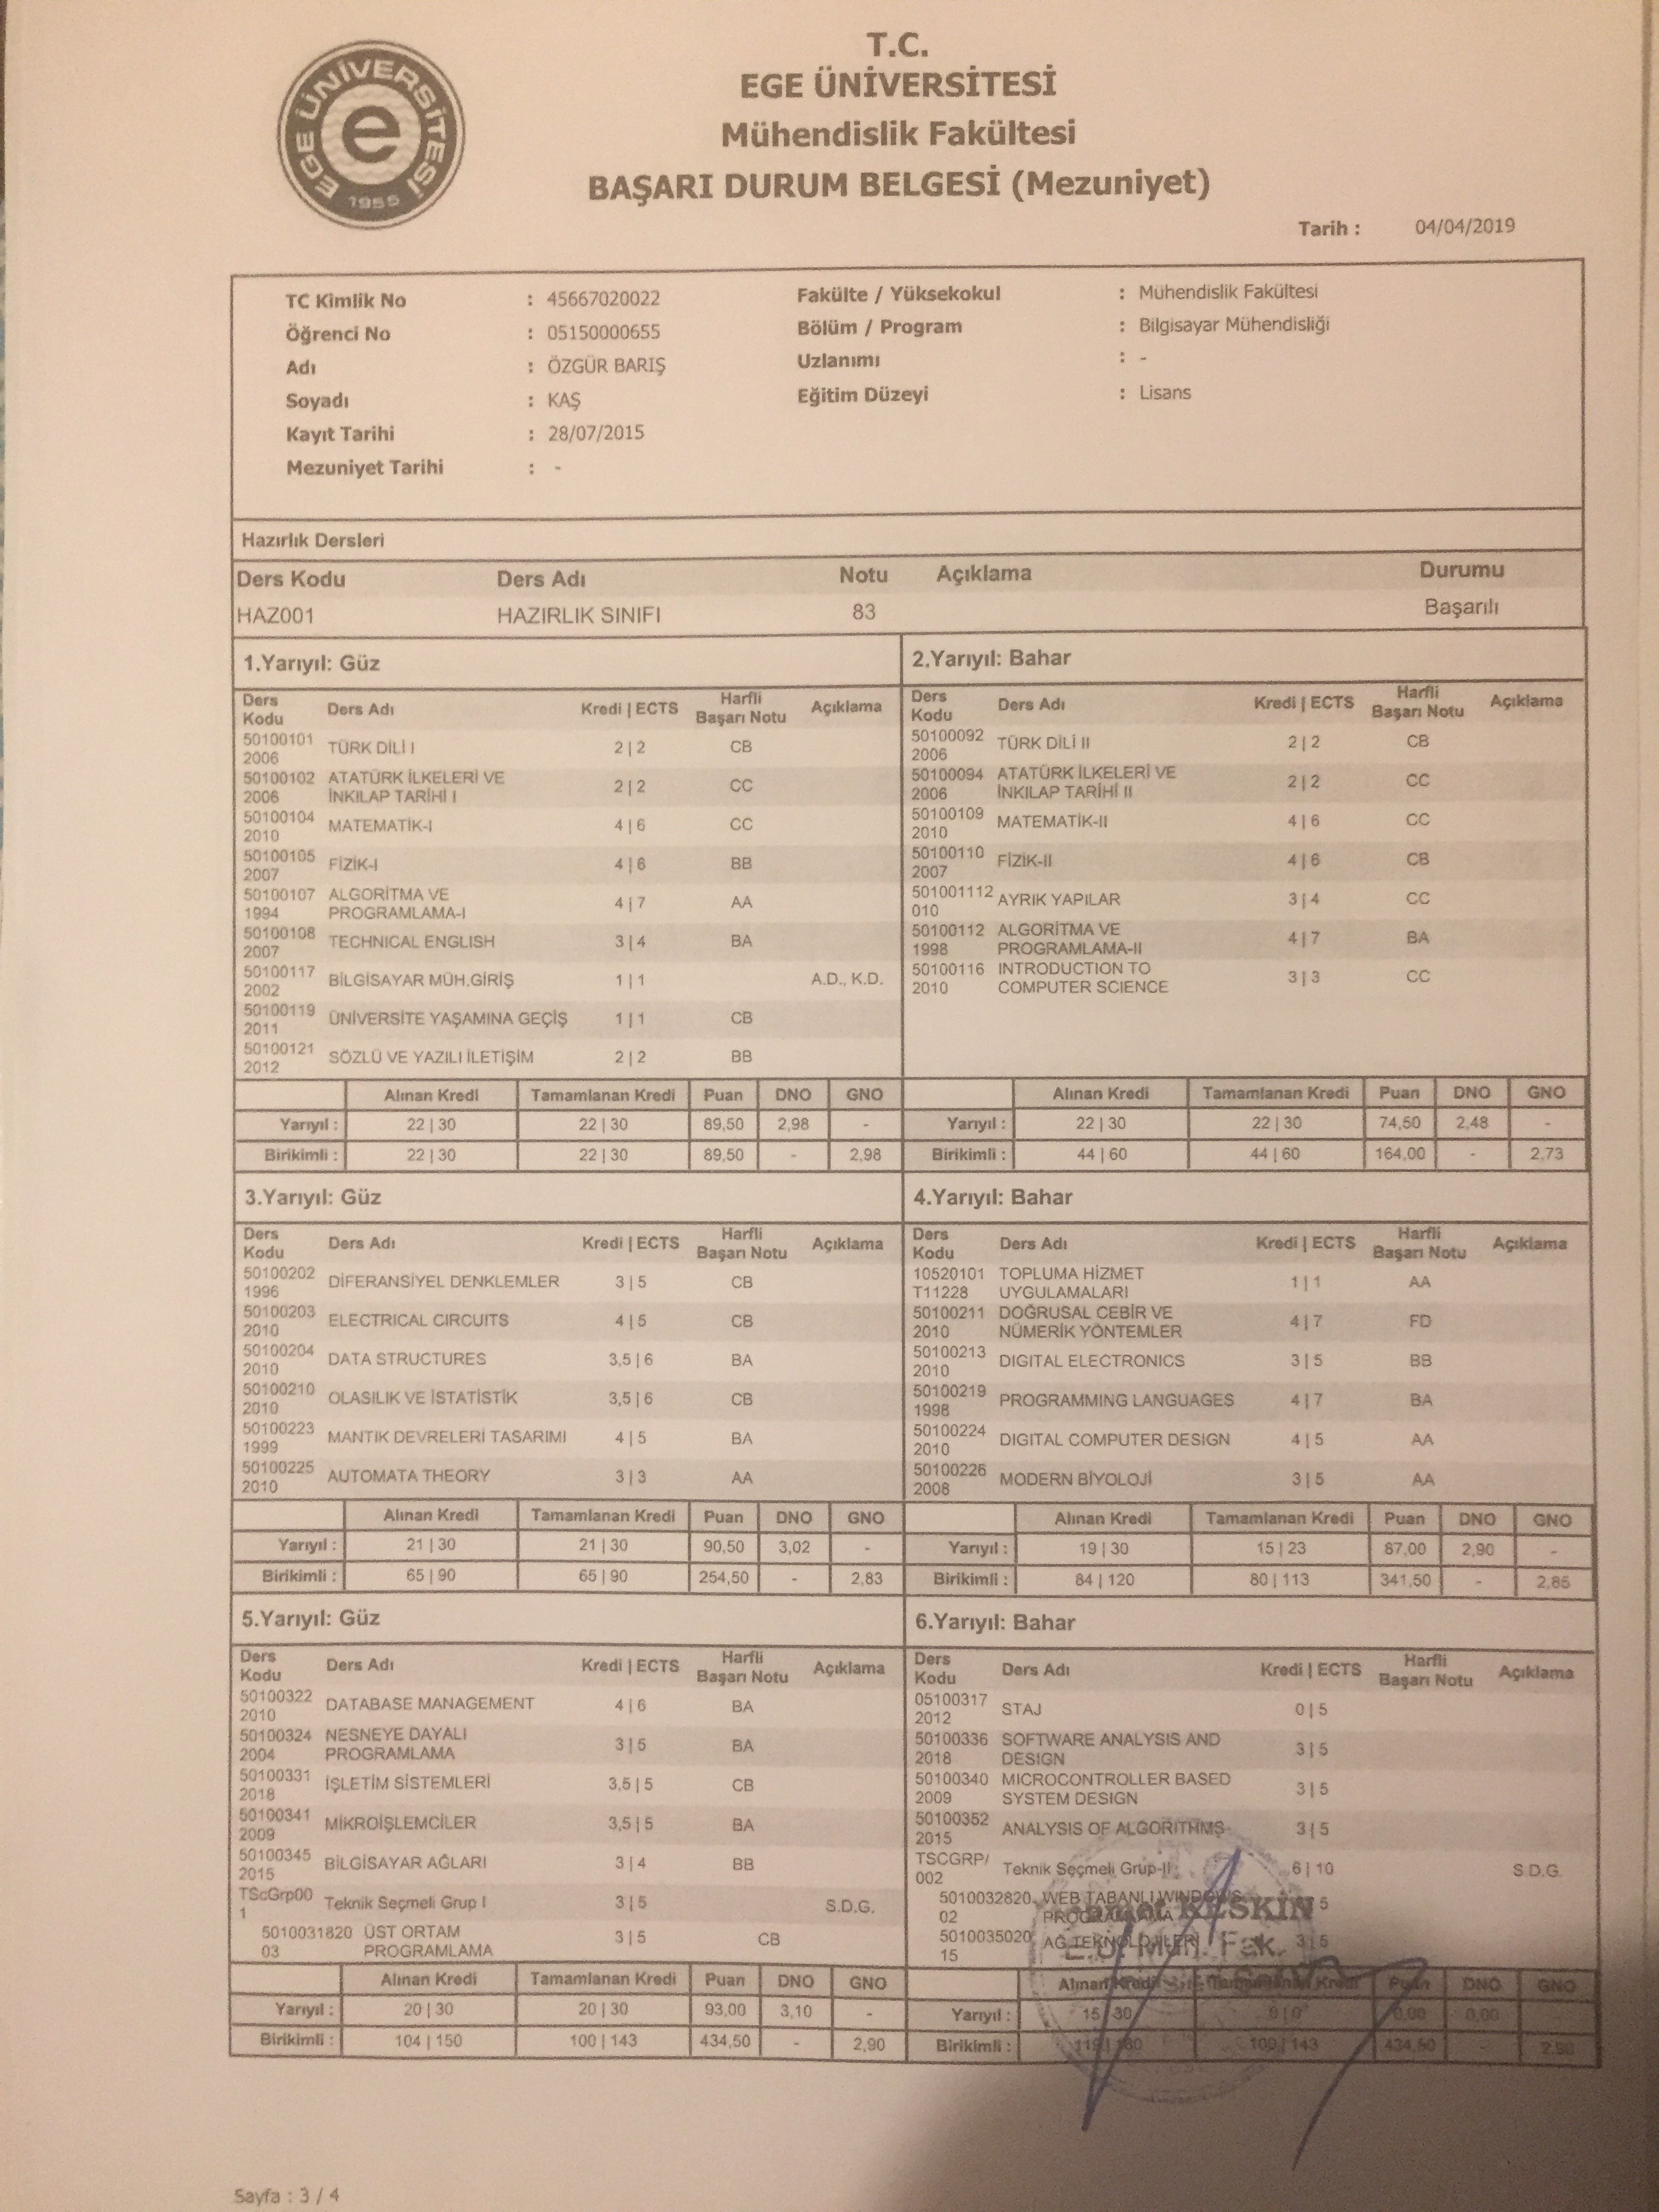 EGE ÜNİVERSİTESİ
e
1955
T.C.
EGE ÜNİVERSİTESİ
Mühendislik Fakültesi
BAŞARI DURUM BELGESİ (Mezuniyet)
Tarih : 04/04/2019
TC Kimlik No : 45667020022 Fakülte / Yüksekokul : Mühendislik Fakültesi
Öğrenci No : 05150000655 Bölüm / Program : Bilgisayar Mühendisliği
Adı : ÖZGÜR BARIŞ Uzlanımı : -
Soyadı : KAŞ Eğitim Düzeyi : Lisans
Kayıt Tarihi : 28/07/2015
Mezuniyet Tarihi : -
Hazırlık Dersleri
Ders Kodu Ders Adı Notu Açıklama Durumu
HAZ001 HAZIRLIK SINIFI 83 Başarılı
1.Yarıyıl: Güz
Ders Kodu Ders Adı Kredi | ECTS Harfli Başarı Notu Açıklama
50100101 2006 TÜRK DİLİ I 2 | 2 CB
50100102 2006 ATATÜRK İLKELERİ VE İNKILAP TARİHİ I 2 | 2 CC
50100104 2010 MATEMATİK-I 4 | 6 CC
50100105 2007 FİZİK-I 4 | 6 BB
50100107 1994 ALGORİTMA VE PROGRAMLAMA-I 4 | 7 AA
50100108 2007 TECHNICAL ENGLISH 3 | 4 BA
50100117 2002 BİLGİSAYAR MÜH.GİRİŞ 1 | 1 A.D., K.D.
50100119 2011 ÜNİVERSİTE YAŞAMINA GEÇİŞ 1 | 1 CB
50100121 2012 SÖZLÜ VE YAZILI İLETİŞİM 2 | 2 BB
Alınan Kredi Tamamlanan Kredi Puan DNO GNO
Yarıyıl : 22 | 30 22 | 30 89,50 2,98 -
Birikimli : 22 | 30 22 | 30 89,50 - 2,98
2.Yarıyıl: Bahar
Ders Kodu Ders Adı Kredi | ECTS Harfli Başarı Notu Açıklama
50100092 2006 TÜRK DİLİ II 2 | 2 CB
50100094 2006 ATATÜRK İLKELERİ VE İNKILAP TARİHİ II 2 | 2 CC
50100109 2010 MATEMATİK-II 4 | 6 CC
50100110 2007 FİZİK-II 4 | 6 CB
501001112 010 AYRIK YAPILAR 3 | 4 CC
50100112 1998 ALGORİTMA VE PROGRAMLAMA-II 4 | 7 BA
50100116 2010 INTRODUCTION TO COMPUTER SCIENCE 3 | 3 CC
Alınan Kredi Tamamlanan Kredi Puan DNO GNO
Yarıyıl : 22 | 30 22 | 30 74,50 2,48 -
Birikimli : 44 | 60 44 | 60 164,00 - 2,73
3.Yarıyıl: Güz
Ders Kodu Ders Adı Kredi | ECTS Harfli Başarı Notu Açıklama
50100202 1996 DİFERANSİYEL DENKLEMLER 3 | 5 CB
50100203 2010 ELECTRICAL CIRCUITS 4 | 5 CB
50100204 2010 DATA STRUCTURES 3,5 | 6 BA
50100210 2010 OLASILIK VE İSTATİSTİK 3,5 | 6 CB
50100223 1999 MANTIK DEVRELERİ TASARIMI 4 | 5 BA
50100225 2010 AUTOMATA THEORY 3 | 3 AA
Alınan Kredi Tamamlanan Kredi Puan DNO GNO
Yarıyıl : 21 | 30 21 | 30 90,50 3,02 -
Birikimli : 65 | 90 65 | 90 254,50 - 2,83
4.Yarıyıl: Bahar
Ders Kodu Ders Adı Kredi | ECTS Harfli Başarı Notu Açıklama
10520101 T11228 TOPLUMA HİZMET UYGULAMALARI 1 | 1 AA
50100211 2010 DOĞRUSAL CEBİR VE NÜMERİK YÖNTEMLER 4 | 7 FD
50100213 2010 DIGITAL ELECTRONICS 3 | 5 BB
50100219 1998 PROGRAMMING LANGUAGES 4 | 7 BA
50100224 2010 DIGITAL COMPUTER DESIGN 4 | 5 AA
50100226 2008 MODERN BİYOLOJİ 3 | 5 AA
Alınan Kredi Tamamlanan Kredi Puan DNO GNO
Yarıyıl : 19 | 30 15 | 23 87,00 2,90 -
Birikimli : 84 | 120 80 | 113 341,50 - 2,85
5.Yarıyıl: Güz
Ders Kodu Ders Adı Kredi | ECTS Harfli Başarı Notu Açıklama
50100322 2010 DATABASE MANAGEMENT 4 | 6 BA
50100324 2004 NESNEYE DAYALI PROGRAMLAMA 3 | 5 BA
50100331 2018 İŞLETİM SİSTEMLERİ 3,5 | 5 CB
50100341 2009 MİKROİŞLEMCİLER 3,5 | 5 BA
50100345 2015 BİLGİSAYAR AĞLARI 3 | 4 BB
TScGrp00 1 Teknik Seçmeli Grup I 3 | 5 S.D.G.
5010031820 03 ÜST ORTAM PROGRAMLAMA 3 | 5 CB
Alınan Kredi Tamamlanan Kredi Puan DNO GNO
Yarıyıl : 20 | 30 20 | 30 93,00 3,10 -
Birikimli : 104 | 150 100 | 143 434,50 - 2,90
6.Yarıyıl: Bahar
Ders Kodu Ders Adı Kredi | ECTS Harfli Başarı Notu Açıklama
05100317 2012 STAJ 0 | 5
50100336 2018 SOFTWARE ANALYSIS AND DESIGN 3 | 5
50100340 2009 MICROCONTROLLER BASED SYSTEM DESIGN 3 | 5
50100352 2015 ANALYSIS OF ALGORITHMS 3 | 5
TSCGRP/ 002 Teknik Seçmeli Grup-II 6 | 10 S.D.G.
5010032820 02 WEB TABANLI WINDOWS PROGRAMLAMA 5
5010035020 15 AĞ TEKNOLOJİLERİ 3 | 5
KESKİN
E.Ü. Müh. Fak.
Alınan Kredi Tamamlanan Kredi Puan DNO GNO
Yarıyıl : 15 | 30 0 | 0 0,00 0,00
Birikimli : 119 | 180 100 | 143 434,50 - 2,90
Sayfa : 3 / 4